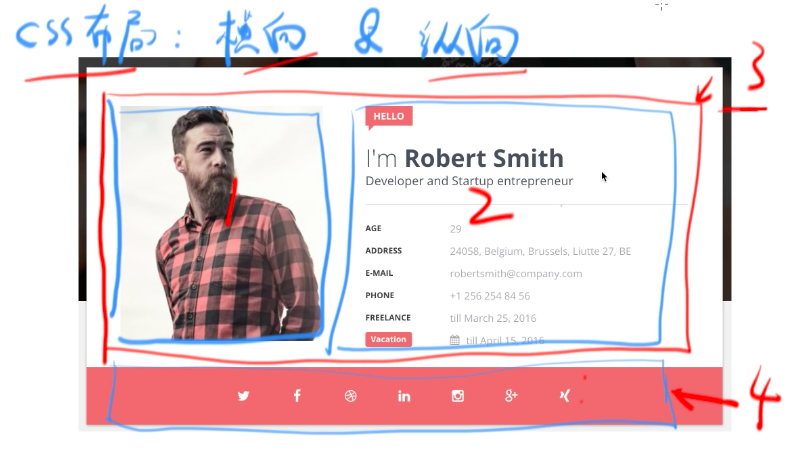 CSS布局：横向 & 纵向
3
HELLO
I'm Robert Smith
Developer and Startup entrepreneur
1
2
AGE 29
ADDRESS 24058, Belgium, Brussels, Liutte 27, BE
E-MAIL robertsmith@company.com
PHONE +1 256 254 84 56
FREELANCE till March 25, 2016
Vacation till April 15, 2016
g+
4